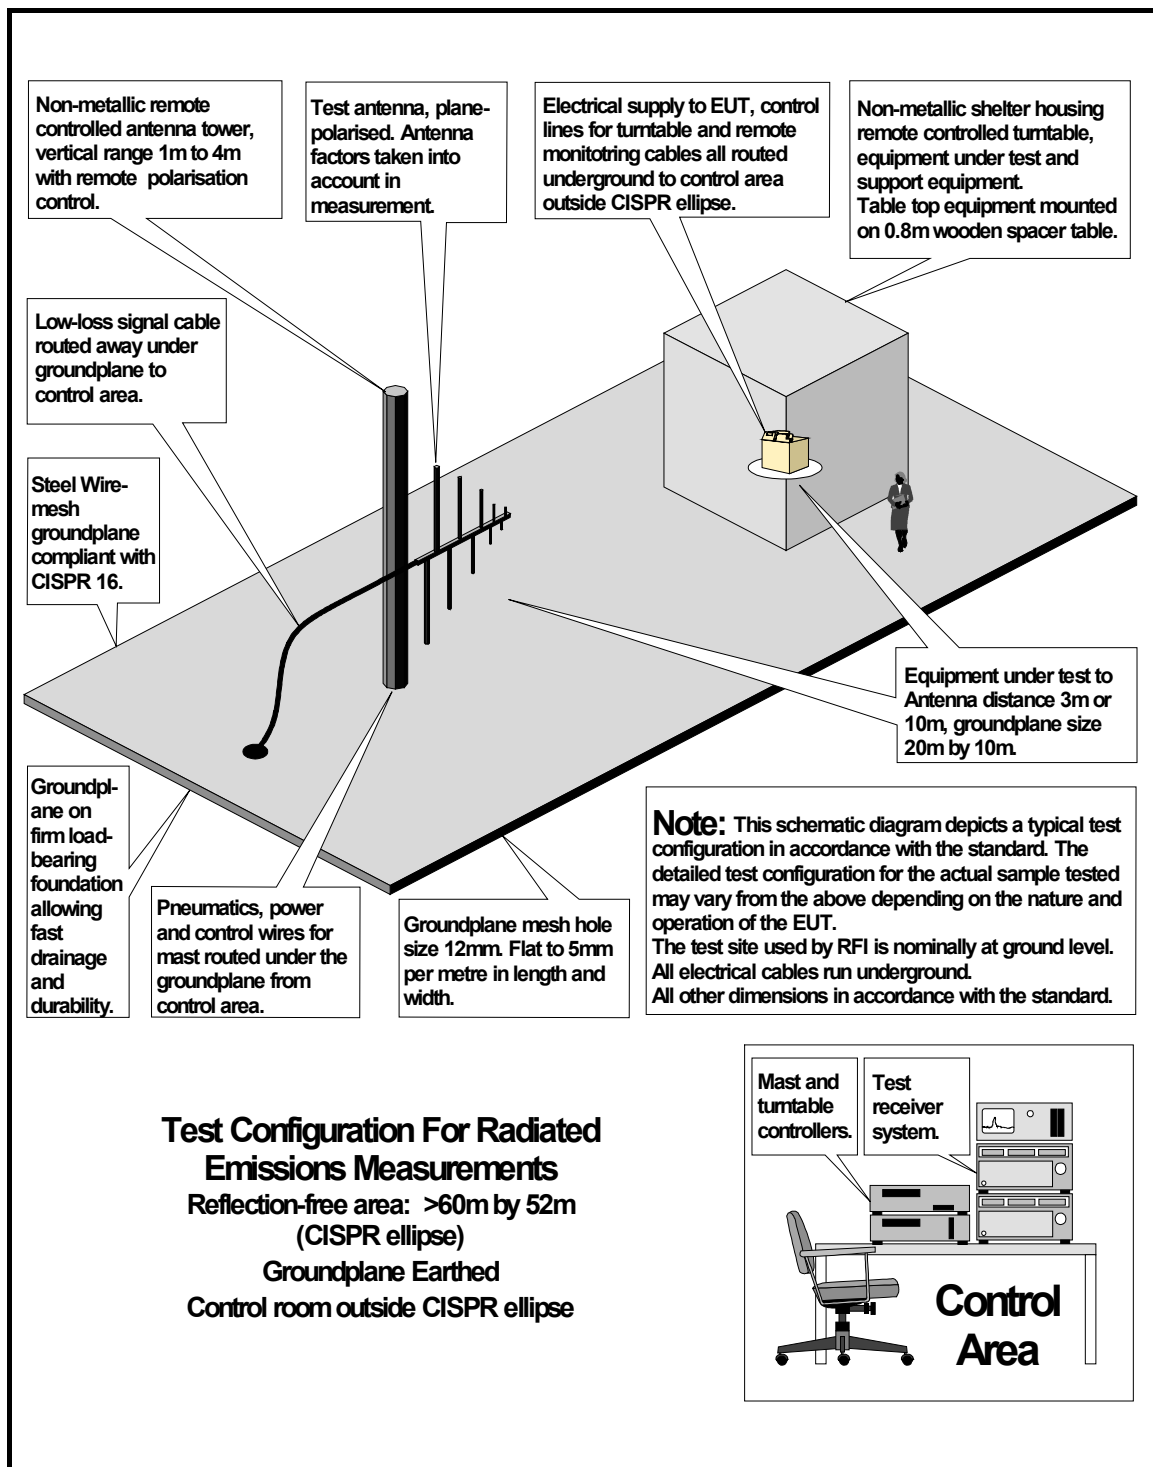 Non-metallic remote
controlled antenna tower,
vertical range 1m to 4m
with remote polarisation
control.
Test antenna, plane-
polarised. Antenna
factors taken into
account in
measurement.
Electrical supply to EUT, control
lines for turntable and remote
monitotring cables all routed
underground to control area
outside CISPR ellipse.
Non-metallic shelter housing
remote controlled turntable,
equipment under test and
support equipment.
Table top equipment mounted
on 0.8m wooden spacer table.
Low-loss signal cable
routed away under
groundplane to
control area.
Steel Wire-
mesh
groundplane
compliant with
CISPR 16.
Equipment under test to
Antenna distance 3m or
10m, groundplane size
20m by 10m.
Groundpl-
ane on
firm load-
bearing
foundation
allowing
fast
drainage
and
durability.
Pneumatics, power
and control wires for
mast routed under the
groundplane from
control area.
Groundplane mesh hole
size 12mm. Flat to 5mm
per metre in length and
width.
Note: This schematic diagram depicts a typical test
configuration in accordance with the standard. The
detailed test configuration for the actual sample tested
may vary from the above depending on the nature and
operation of the EUT.
The test site used by RFI is nominally at ground level.
All electrical cables run underground.
All other dimensions in accordance with the standard.
Test Configuration For Radiated
Emissions Measurements
Reflection-free area: >60m by 52m
(CISPR ellipse)
Groundplane Earthed
Control room outside CISPR ellipse
Mast and
turntable
controllers.
Test
receiver
system.
Control
Area